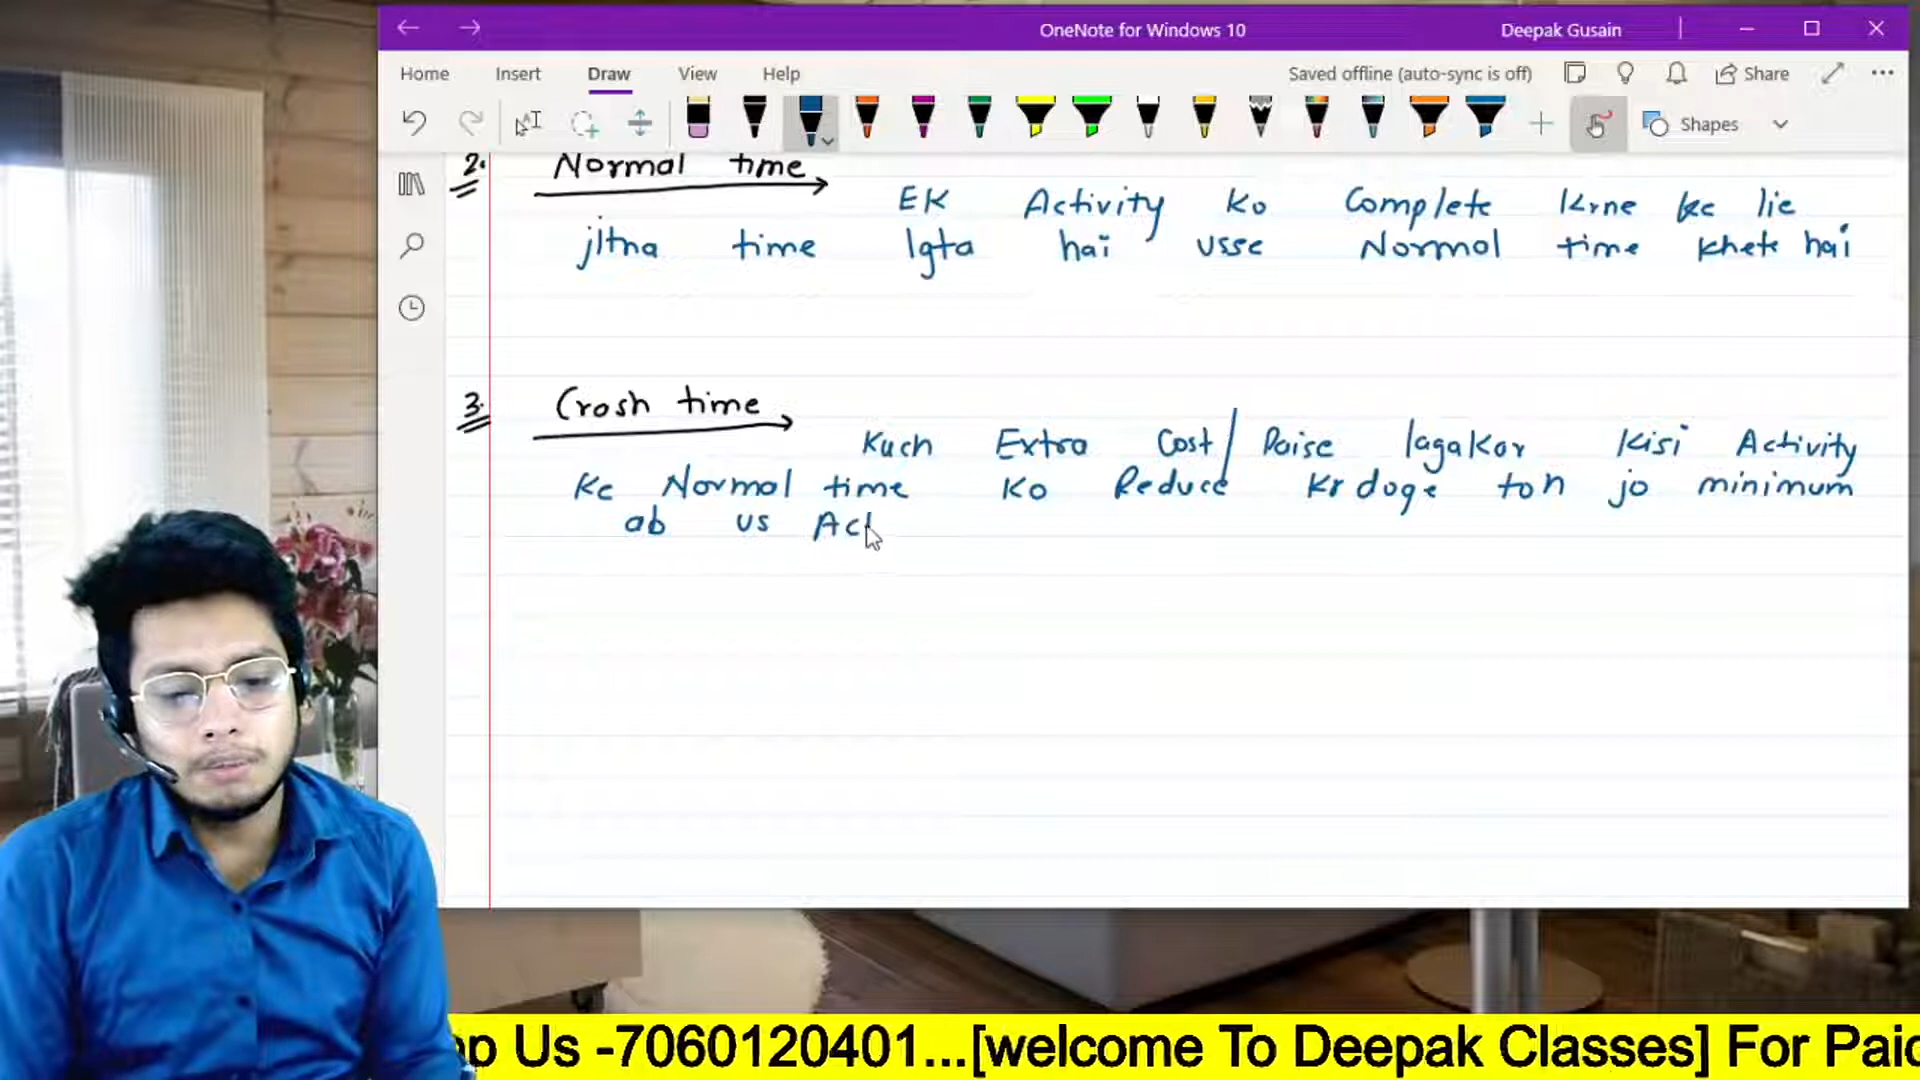 OneNote for Windows 10
Deepak Gusain
Home Insert Draw View Help
Saved offline (auto-sync is off)
Share
Shapes
2. Normal time
EK Activity Ko Complete Krne ke lie
jitna time lgta hai usse Normal time khete hai
3. Crash time
Kuch Extra Cost/Paise lagakar Kisi Activity
Ke Normal time Ko Reduce Kr doge ton jo minimum
ab us Act
op Us -7060120401...[welcome To Deepak Classes] For Paid